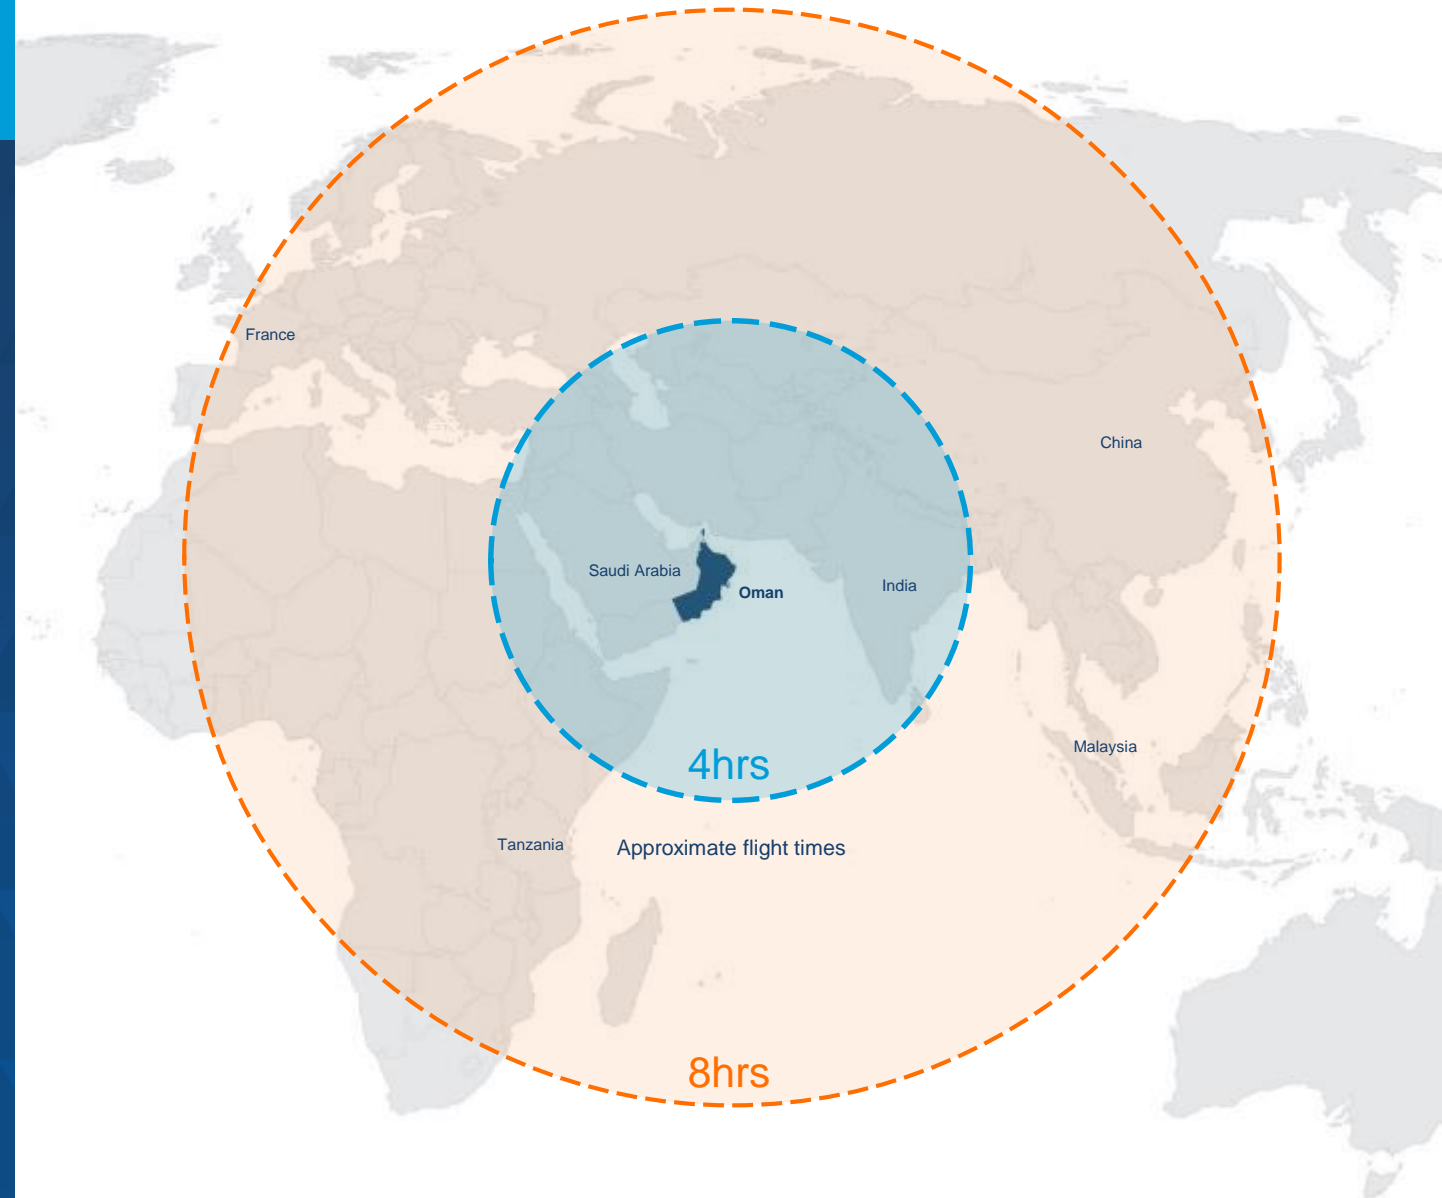 France
China
Saudi Arabia
India
Oman
Malaysia
4hrs
Tanzania
Approximate flight times
8hrs